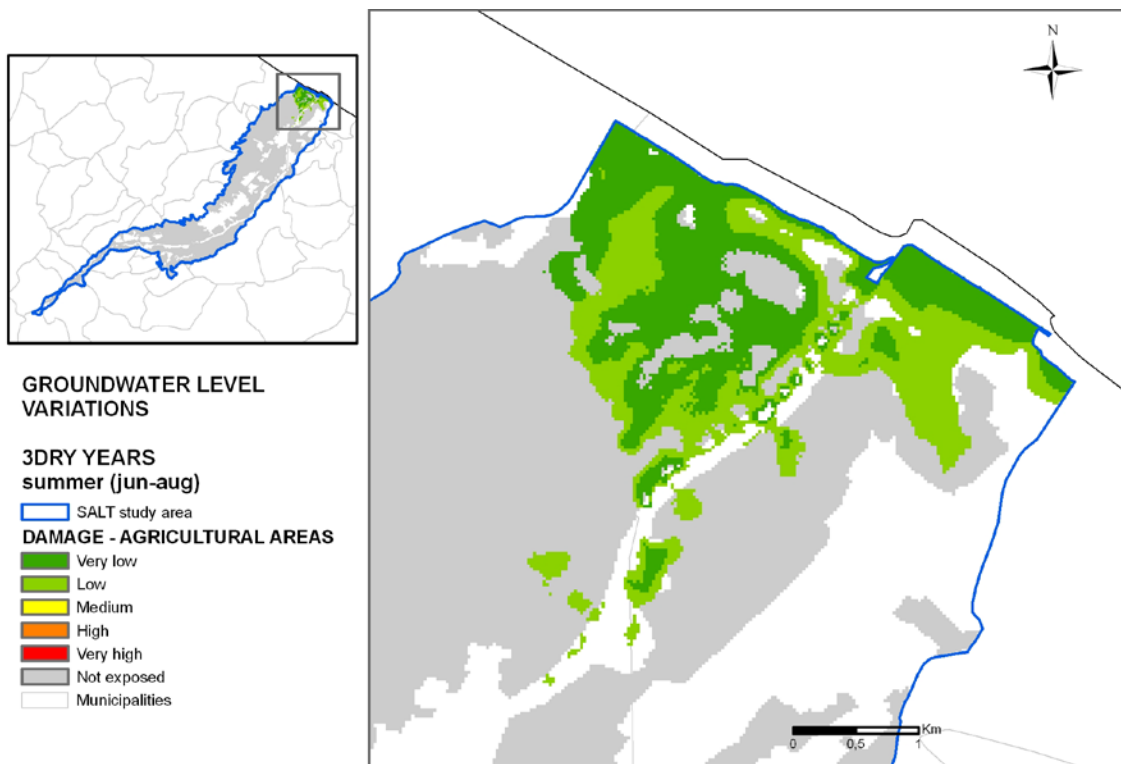 N
GROUNDWATER LEVEL
VARIATIONS
3DRY YEARS
summer (jun-aug)
SALT study area
DAMAGE - AGRICULTURAL AREAS
Very low
Low
Medium
High
Very high
Not exposed
Municipalities
Km
0 0,5 1